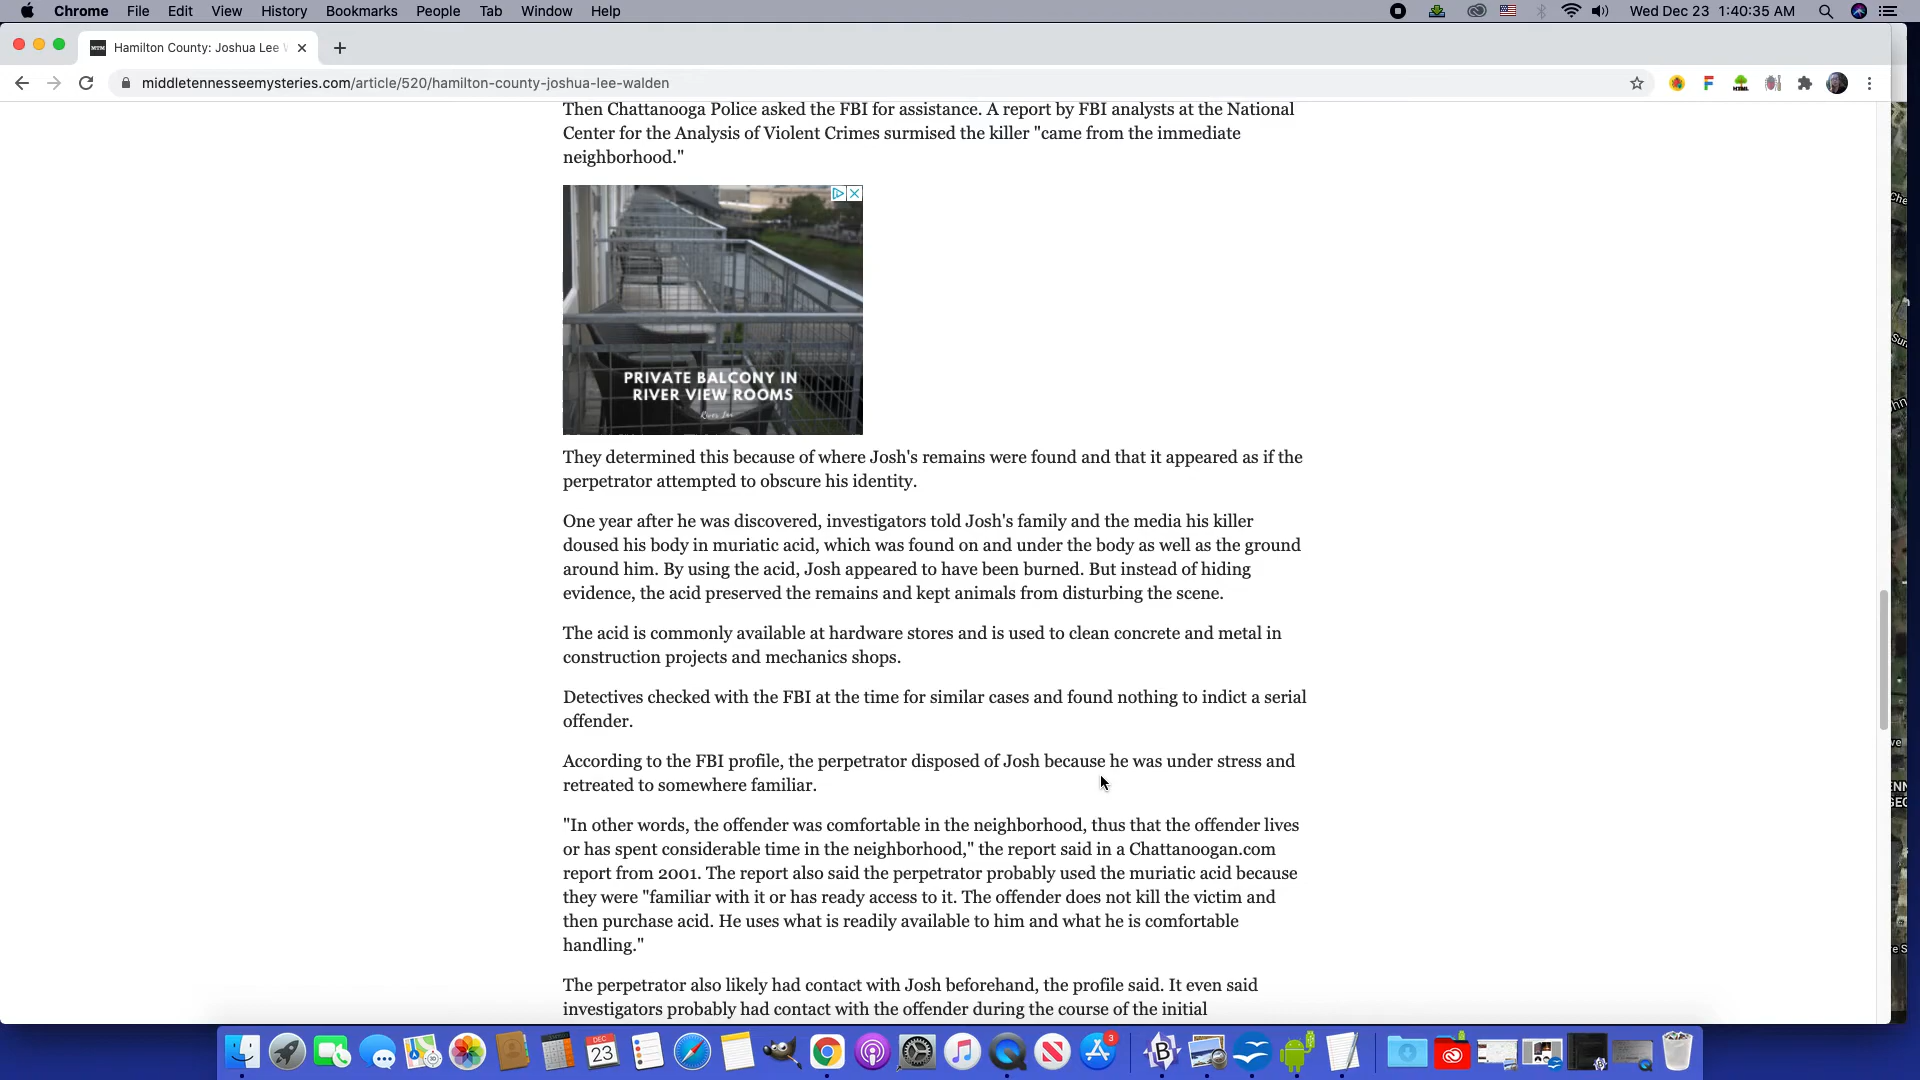 Chrome File Edit View History Bookmarks People Tab Window Help Wed Dec 23 1:40:35 AM
Hamilton County: Joshua Lee
middletennesseemysteries.com/article/520/hamilton-county-joshua-lee-walden
Then Chattanooga Police asked the FBI for assistance. A report by FBI analysts at the National
Center for the Analysis of Violent Crimes surmised the killer "came from the immediate
neighborhood."
PRIVATE BALCONY IN
RIVER VIEW ROOMS
They determined this because of where Josh's remains were found and that it appeared as if the
perpetrator attempted to obscure his identity.
One year after he was discovered, investigators told Josh's family and the media his killer
doused his body in muriatic acid, which was found on and under the body as well as the ground
around him. By using the acid, Josh appeared to have been burned. But instead of hiding
evidence, the acid preserved the remains and kept animals from disturbing the scene.
The acid is commonly available at hardware stores and is used to clean concrete and metal in
construction projects and mechanics shops.
Detectives checked with the FBI at the time for similar cases and found nothing to indict a serial
offender.
According to the FBI profile, the perpetrator disposed of Josh because he was under stress and
retreated to somewhere familiar.
"In other words, the offender was comfortable in the neighborhood, thus that the offender lives
or has spent considerable time in the neighborhood," the report said in a Chattanoogan.com
report from 2001. The report also said the perpetrator probably used the muriatic acid because
they were "familiar with it or has ready access to it. The offender does not kill the victim and
then purchase acid. He uses what is readily available to him and what he is comfortable
handling."
The perpetrator also likely had contact with Josh beforehand, the profile said. It even said
investigators probably had contact with the offender during the course of the initial
DEC
23
3